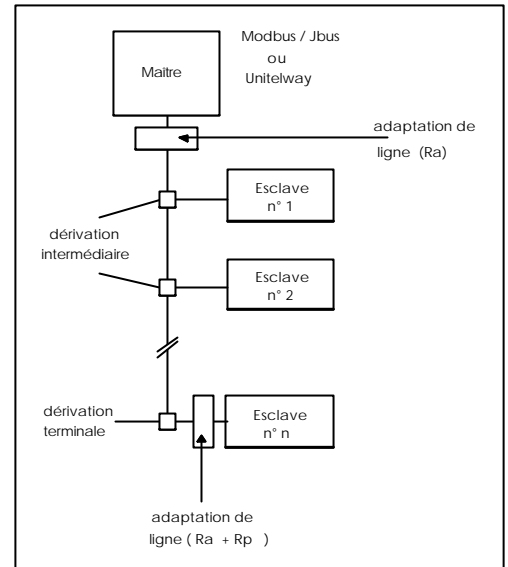 Modbus / Jbus
ou
Unitelway
Maître
adaptation de
ligne (Ra)
Esclave
n° 1
dérivation
intermédiaire
Esclave
n° 2
dérivation
terminale
Esclave
n° n
adaptation de
ligne ( Ra + Rp )